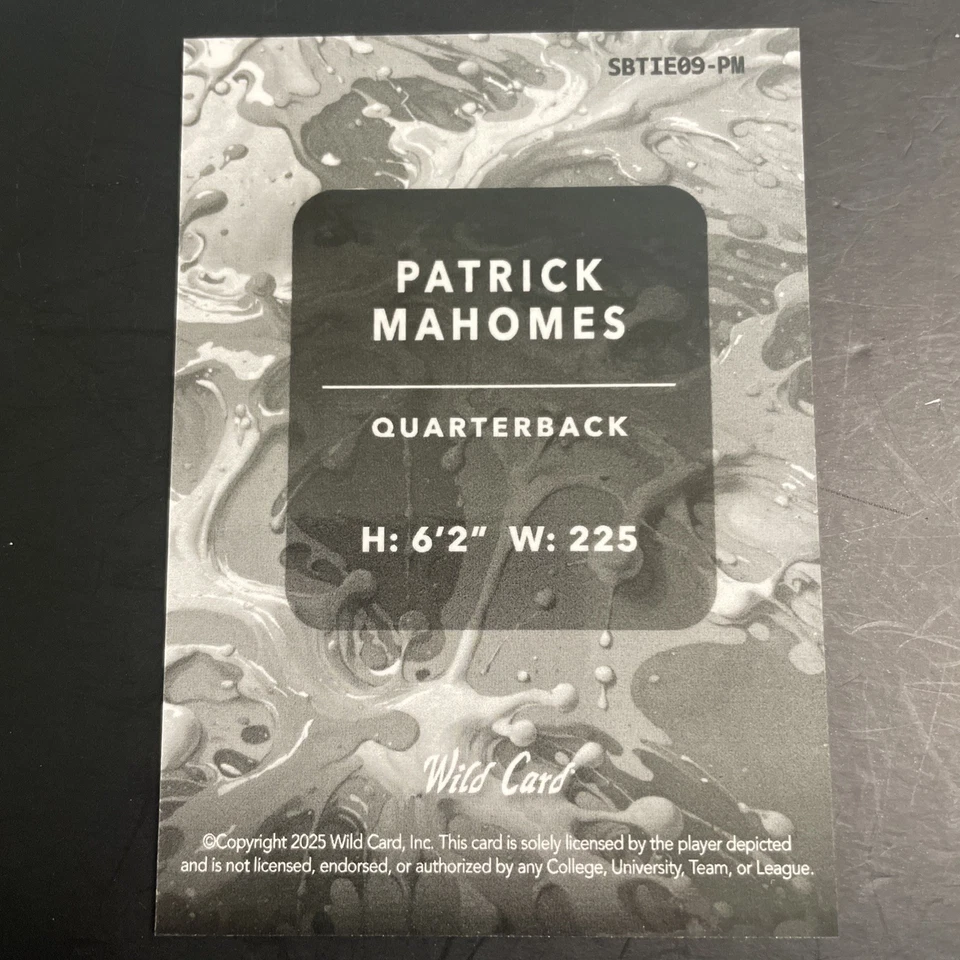 SBTIE09-PM
PATRICK
MAHOMES
QUARTERBACK
H: 6'2" W: 225
Wild Card
©Copyright 2025 Wild Card, Inc. This card is solely licensed by the player depicted
and is not licensed, endorsed, or authorized by any College, University, Team, or League.